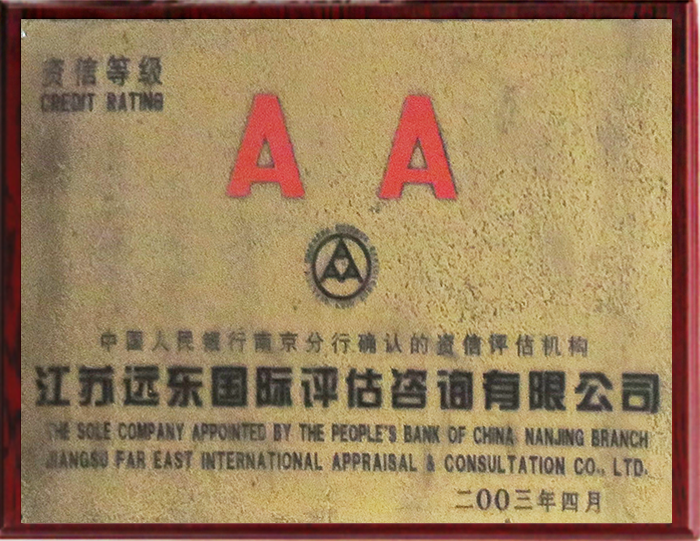 资信等级
CREDIT RATING
A A
中国人民银行南京分行确认的资信评估机构
江苏远东国际评估咨询有限公司
THE SOLE COMPANY APPOINTED BY THE PEOPLE'S BANK OF CHINA NANJING BRANCH
JIANGSU FAR EAST INTERNATIONAL APPRAISAL & CONSULTATION CO., LTD.
二00三年四月